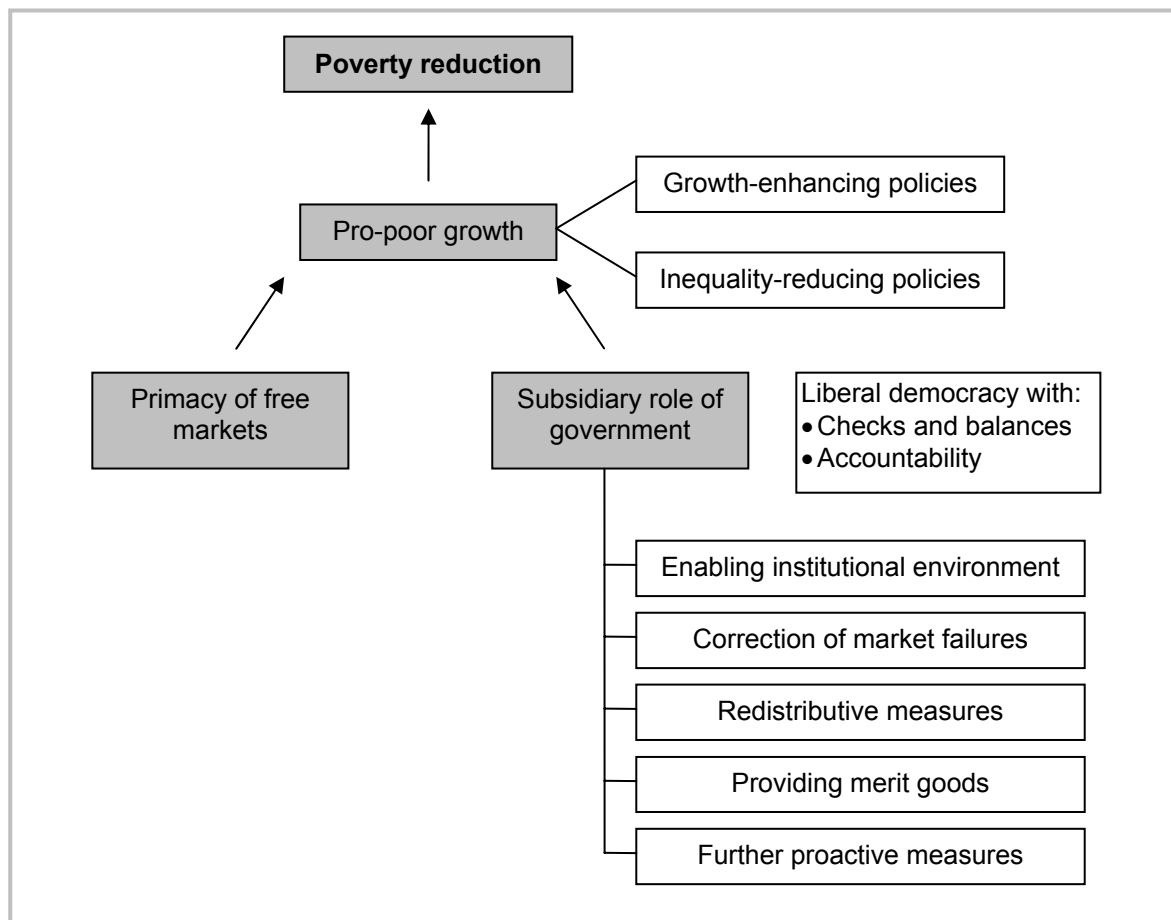 Poverty reduction
Growth-enhancing policies
Pro-poor growth
Inequality-reducing policies
Primacy of free
markets
Subsidiary role of
government
Liberal democracy with:
• Checks and balances
• Accountability
Enabling institutional environment
Correction of market failures
Redistributive measures
Providing merit goods
Further proactive measures